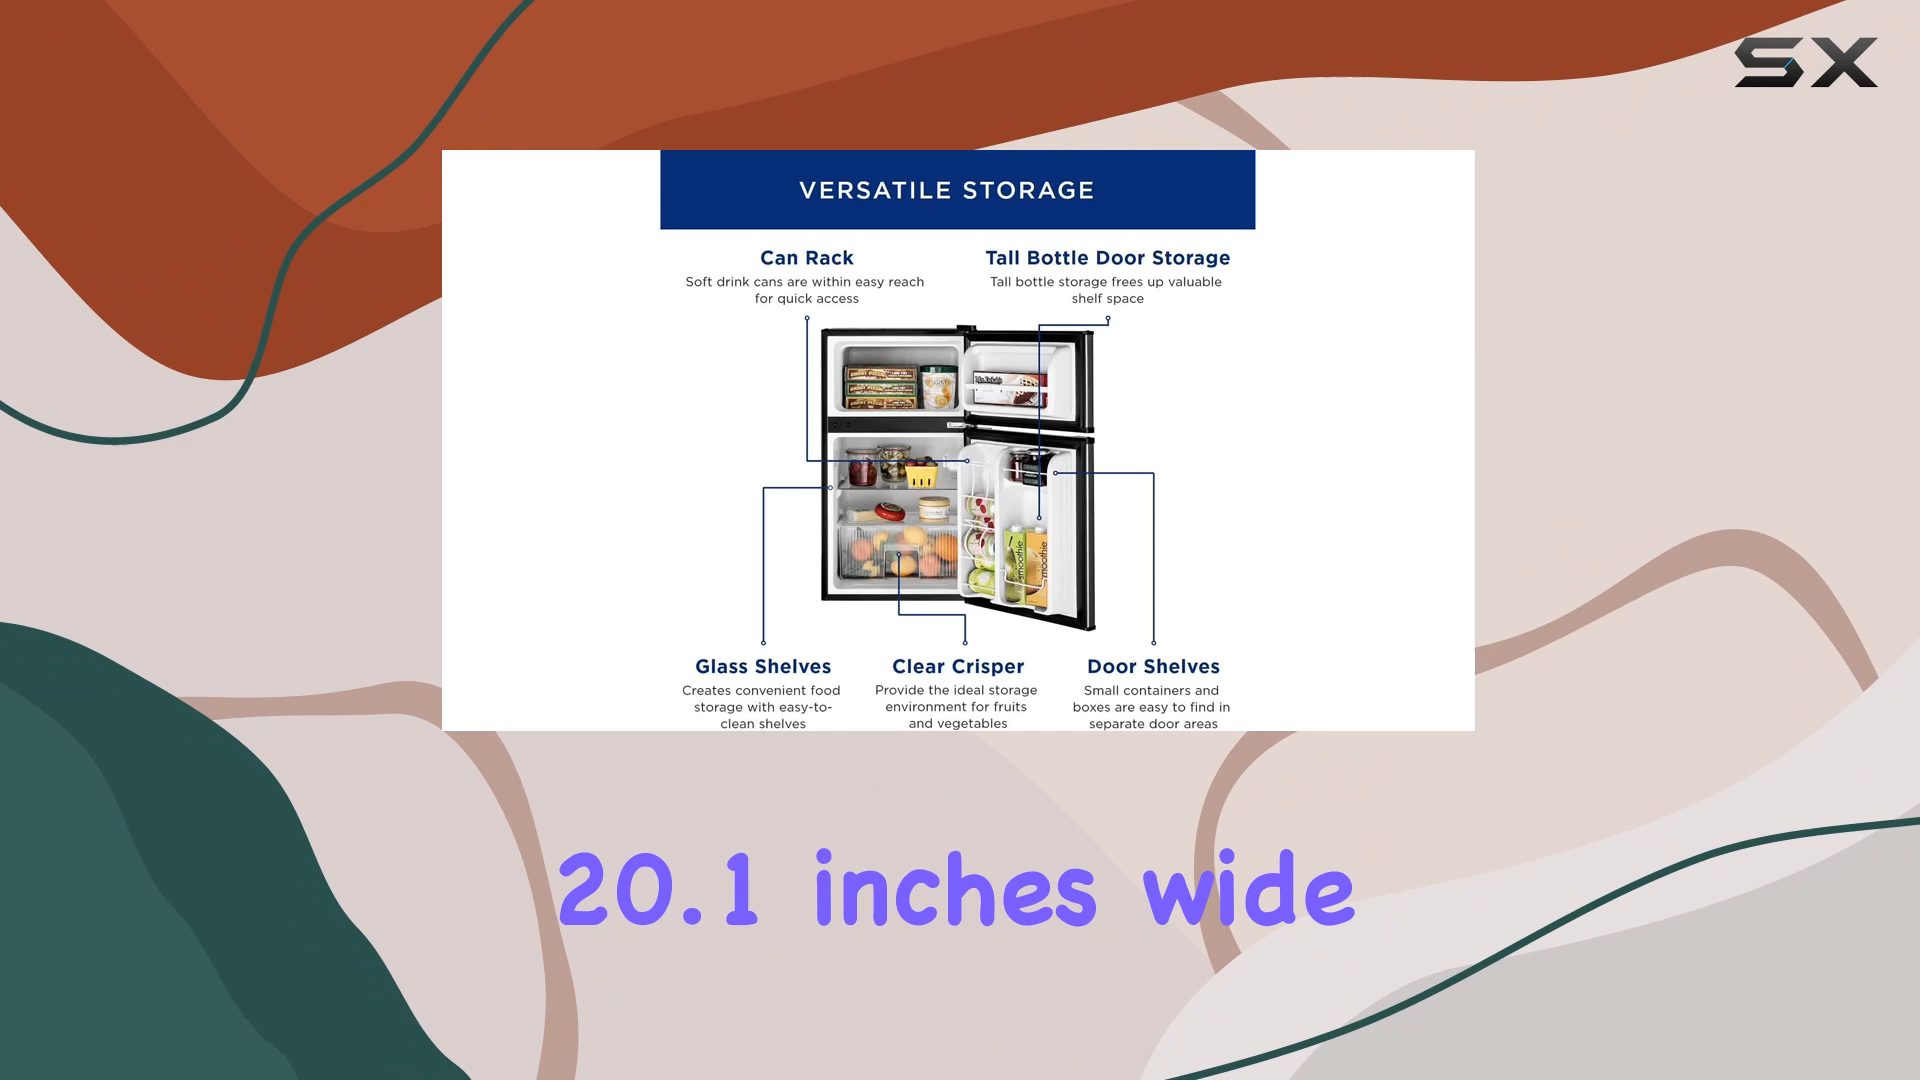 SX
VERSATILE STORAGE
Can Rack
Soft drink cans are within easy reach
for quick access
Tall Bottle Door Storage
Tall bottle storage frees up valuable
shelf space
smoothie
smoothie
Glass Shelves
Creates convenient food
storage with easy-to-
clean shelves
Clear Crisper
Provide the ideal storage
environment for fruits
and vegetables
Door Shelves
Small containers and
boxes are easy to find in
separate door areas
20.1 inches wide